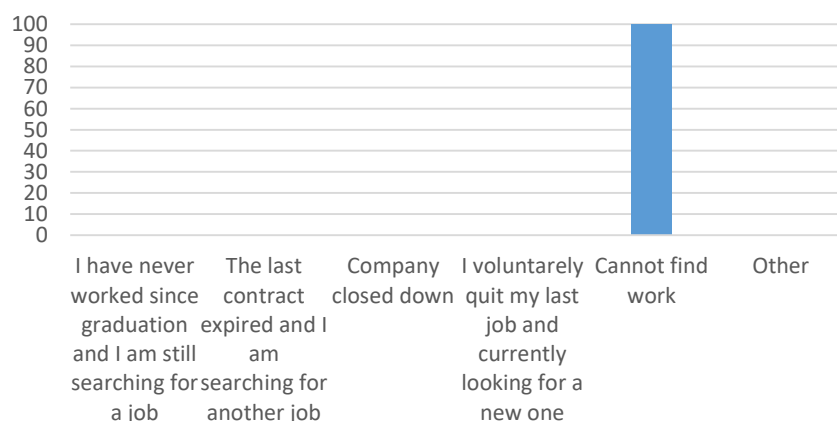 100
90
80
70
60
50
40
30
20
10
0
I have never
worked since
graduation
and I am still
searching for
a job
The last
contract
expired and I
am
searching for
another job
Company
closed down
I voluntarely
quit my last
job and
currently
looking for a
new one
Cannot find
work
Other